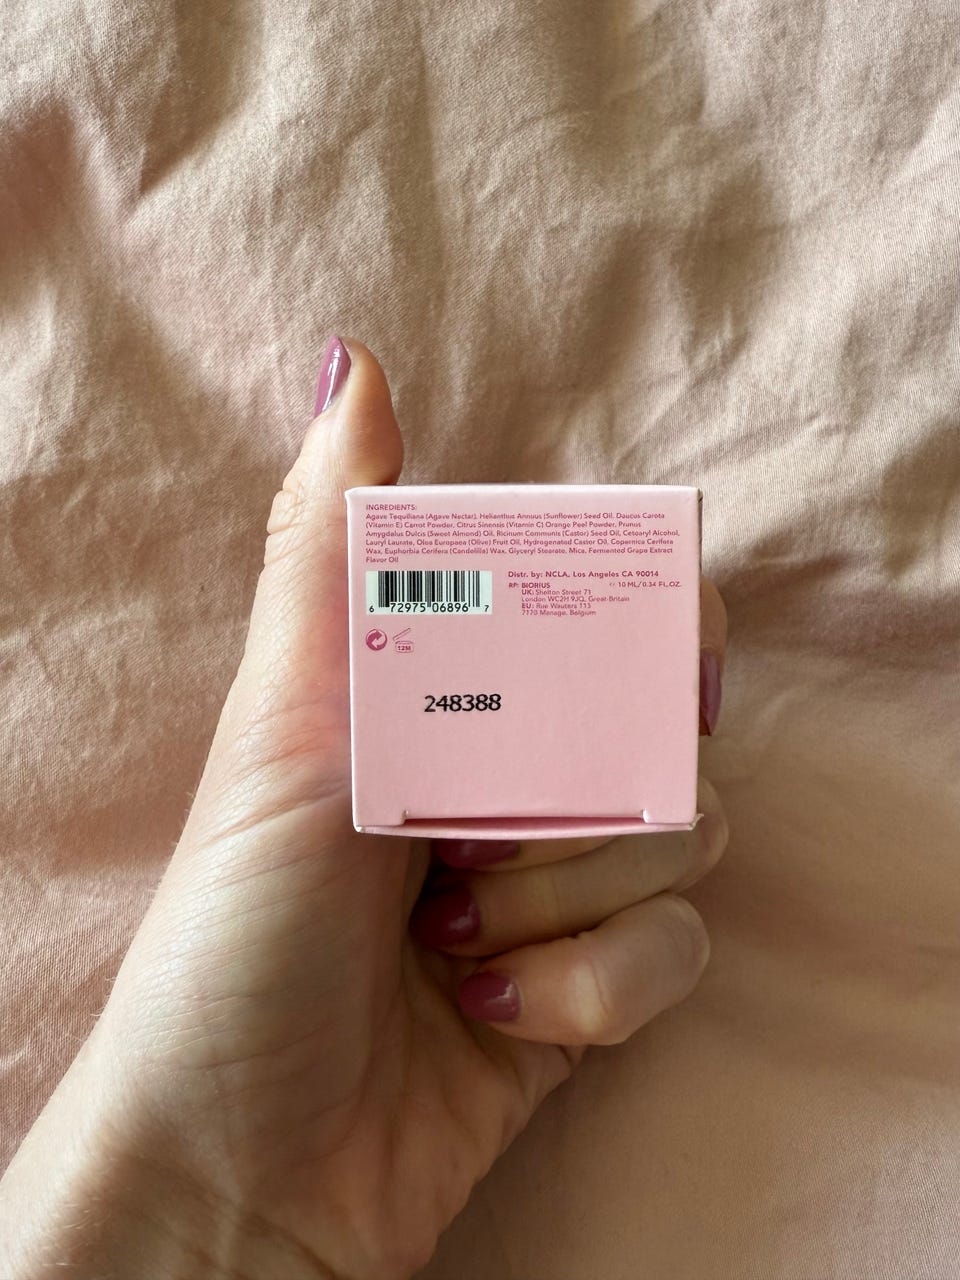 INGREDIENTS:
Agave Tequiliana (Agave Nectar), Helianthus Annuus (Sunflower) Seed Oil, Daucus Carota
(Vitamin E) Carrot Powder, Citrus Sinensis (Vitamin C) Orange Peel Powder, Prunus
Amygdalus Dulcis (Sweet Almond) Oil, Ricinum Communis (Castor) Seed Oil, Cetearyl Alcohol,
Lauryl Laurate, Olea Europaea (Olive) Fruit Oil, Hydrogenated Castor Oil, Copernica Cerifera
Wax, Euphorbia Cerifera (Candelilla) Wax, Glyceryl Stearate, Mica, Fermented Grape Extract
Flavor Oil
6 72975 06896 7
Distr. by: NCLA, Los Angeles CA 90014
RP: BIORIUS 10 ML/0.34 FL.OZ.
UK: Shelton Street 71
London WC2H 9JQ, Great-Britain
EU: Rue Wauters 113
7170 Manage, Belgium
12M
248388